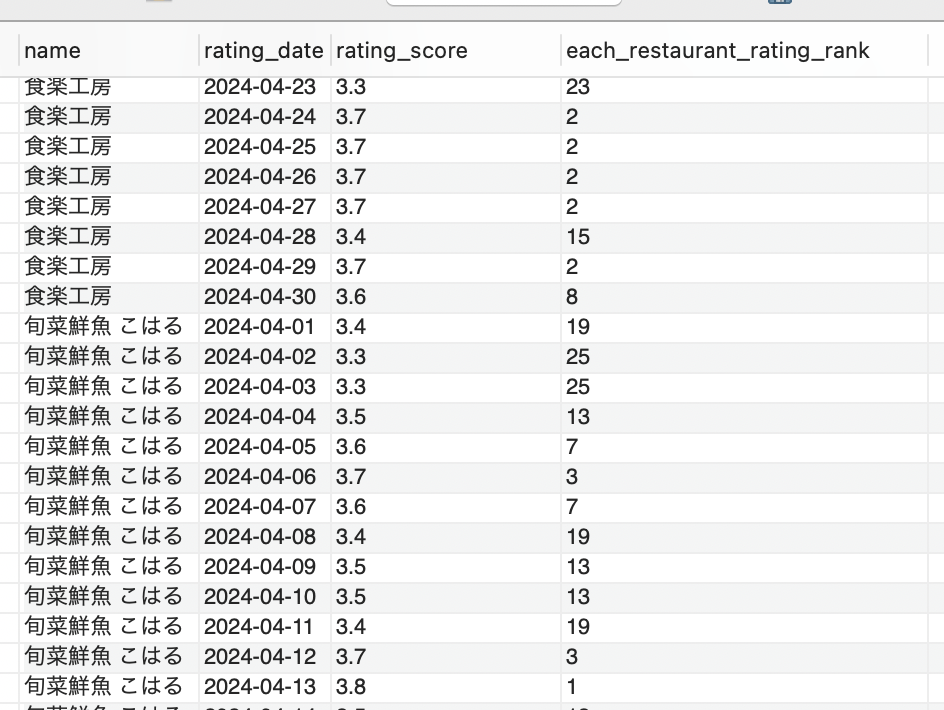 name rating_date rating_score each_restaurant_rating_rank
食楽工房 2024-04-23 3.3 23
食楽工房 2024-04-24 3.7 2
食楽工房 2024-04-25 3.7 2
食楽工房 2024-04-26 3.7 2
食楽工房 2024-04-27 3.7 2
食楽工房 2024-04-28 3.4 15
食楽工房 2024-04-29 3.7 2
食楽工房 2024-04-30 3.6 8
旬菜鮮魚 こはる 2024-04-01 3.4 19
旬菜鮮魚 こはる 2024-04-02 3.3 25
旬菜鮮魚 こはる 2024-04-03 3.3 25
旬菜鮮魚 こはる 2024-04-04 3.5 13
旬菜鮮魚 こはる 2024-04-05 3.6 7
旬菜鮮魚 こはる 2024-04-06 3.7 3
旬菜鮮魚 こはる 2024-04-07 3.6 7
旬菜鮮魚 こはる 2024-04-08 3.4 19
旬菜鮮魚 こはる 2024-04-09 3.5 13
旬菜鮮魚 こはる 2024-04-10 3.5 13
旬菜鮮魚 こはる 2024-04-11 3.4 19
旬菜鮮魚 こはる 2024-04-12 3.7 3
旬菜鮮魚 こはる 2024-04-13 3.8 1